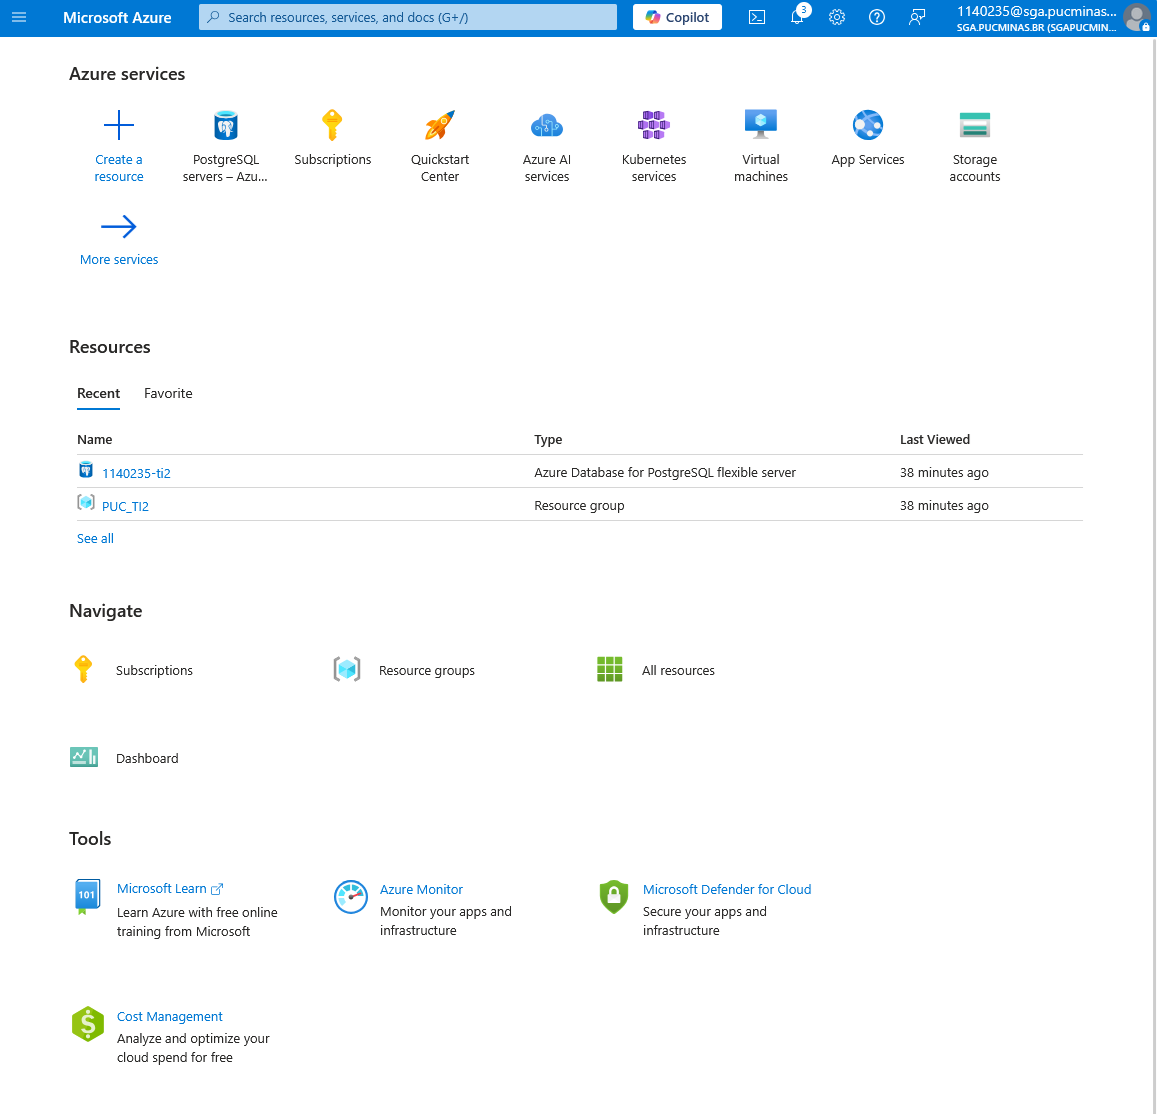 Microsoft Azure
Search resources, services, and docs (G+/)
Copilot
3
1140235@sga.pucminas...
SGA.PUCMINAS.BR (SGAPUCMIN...
Azure services
Create a
resource
PostgreSQL
servers – Azu...
Subscriptions
Quickstart
Center
Azure AI
services
Kubernetes
services
Virtual
machines
App Services
Storage
accounts
More services
Resources
Recent
Favorite
Name
Type
Last Viewed
1140235-ti2
Azure Database for PostgreSQL flexible server
38 minutes ago
PUC_TI2
Resource group
38 minutes ago
See all
Navigate
Subscriptions
Resource groups
All resources
Dashboard
Tools
101
Microsoft Learn
Learn Azure with free online
training from Microsoft
Azure Monitor
Monitor your apps and
infrastructure
Microsoft Defender for Cloud
Secure your apps and
infrastructure
$
Cost Management
Analyze and optimize your
cloud spend for free